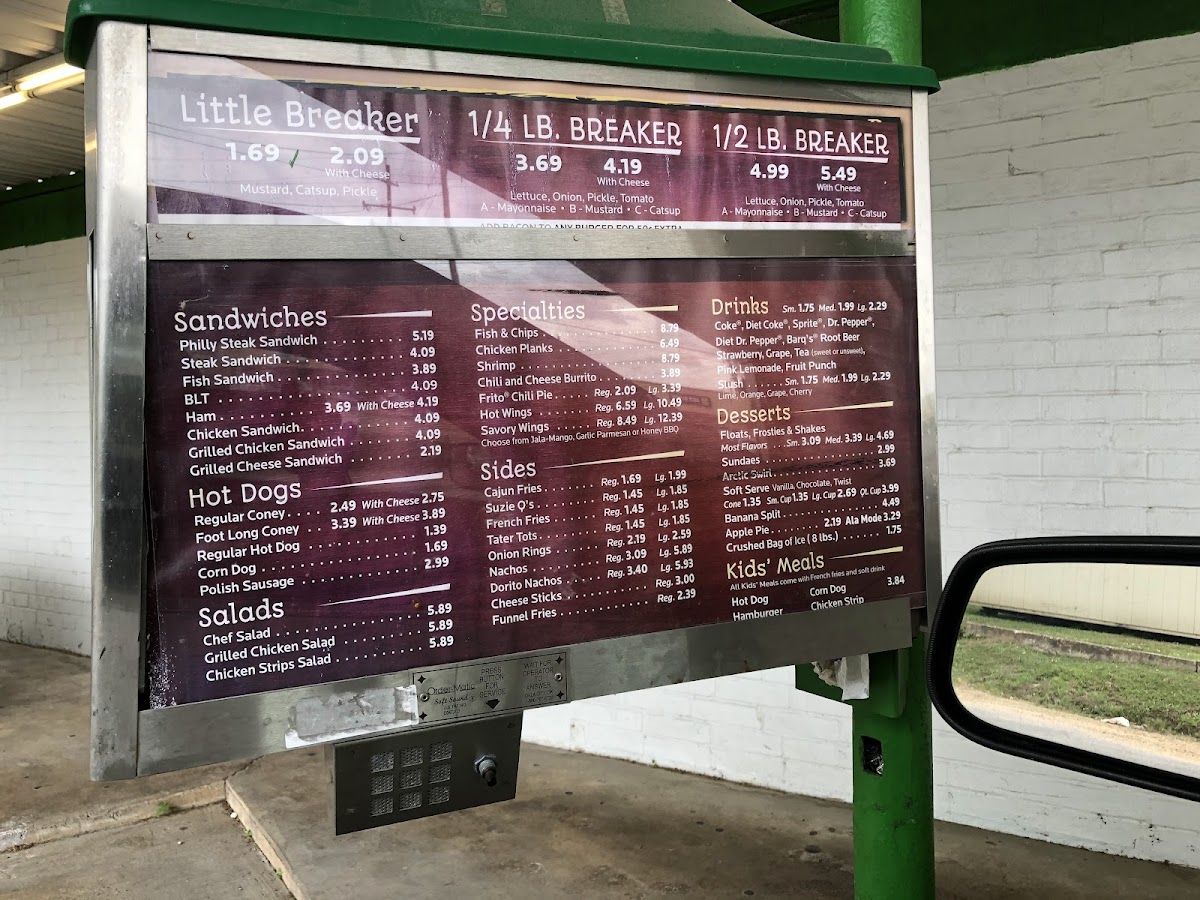 Little Breaker
1.69 ✓ 2.09
With Cheese
Mustard, Catsup, Pickle
1/4 LB. BREAKER
3.69 4.19
With Cheese
Lettuce, Onion, Pickle, Tomato
A - Mayonnaise • B - Mustard • C - Catsup
1/2 LB. BREAKER
4.99 5.49
With Cheese
Lettuce, Onion, Pickle, Tomato
A - Mayonnaise • B - Mustard • C - Catsup
ADD BACON TO ANY BURGER FOR 50¢ EXTRA
Sandwiches
Philly Steak Sandwich 5.19
Steak Sandwich 4.09
Fish Sandwich 3.89
BLT 4.09
Ham 3.69 With Cheese 4.19
Chicken Sandwich 4.09
Grilled Chicken Sandwich 4.09
Grilled Cheese Sandwich 2.19
Hot Dogs
Regular Coney 2.49 With Cheese 2.75
Foot Long Coney 3.39 With Cheese 3.89
Regular Hot Dog 1.39
Corn Dog 1.69
Polish Sausage 2.99
Salads
Chef Salad 5.89
Grilled Chicken Salad 5.89
Chicken Strips Salad 5.89
Specialties
Fish & Chips 8.79
Chicken Planks 6.49
Shrimp 8.79
Chili and Cheese Burrito 3.89
Frito® Chili Pie Reg. 2.09 Lg. 3.39
Hot Wings Reg. 6.59 Lg. 10.49
Savory Wings Reg. 8.49 Lg. 12.39
Choose from Jala-Mango, Garlic Parmesan or Honey BBQ
Sides
Cajun Fries Reg. 1.69 Lg. 1.99
Suzie Q's Reg. 1.45 Lg. 1.85
French Fries Reg. 1.45 Lg. 1.85
Tater Tots Reg. 1.45 Lg. 1.85
Onion Rings Reg. 2.19 Lg. 2.59
Nachos Reg. 3.09 Lg. 5.89
Dorito Nachos Reg. 3.40 Lg. 5.93
Cheese Sticks Reg. 3.00
Funnel Fries Reg. 2.39
Drinks Sm. 1.75 Med. 1.99 Lg. 2.29
Coke®, Diet Coke®, Sprite®, Dr. Pepper®,
Diet Dr. Pepper®, Barq's® Root Beer
Strawberry, Grape, Tea (sweet or unsweet),
Pink Lemonade, Fruit Punch
Slush Sm. 1.75 Med. 1.99 Lg. 2.29
Lime, Orange, Grape, Cherry
Desserts
Floats, Frosties & Shakes
Most Flavors Sm. 3.09 Med. 3.39 Lg. 4.69
Sundaes 2.99
Arctic Swirl 3.69
Soft Serve Vanilla, Chocolate, Twist
Cone 1.35 Sm. Cup 1.35 Lg. Cup 2.69 Qt. Cup 3.99
Banana Split 4.49
Apple Pie 2.19 Ala Mode 3.29
Crushed Bag of Ice (8 lbs.) 1.75
Kids' Meals
All Kids' Meals come with French fries and soft drink
3.84
Hot Dog Corn Dog
Hamburger Chicken Strip
Order-Matic
Soft Sound
PRESS
BUTTON
FOR
SERVICE
WAIT FOR
OPERATOR
TO
ANSWER